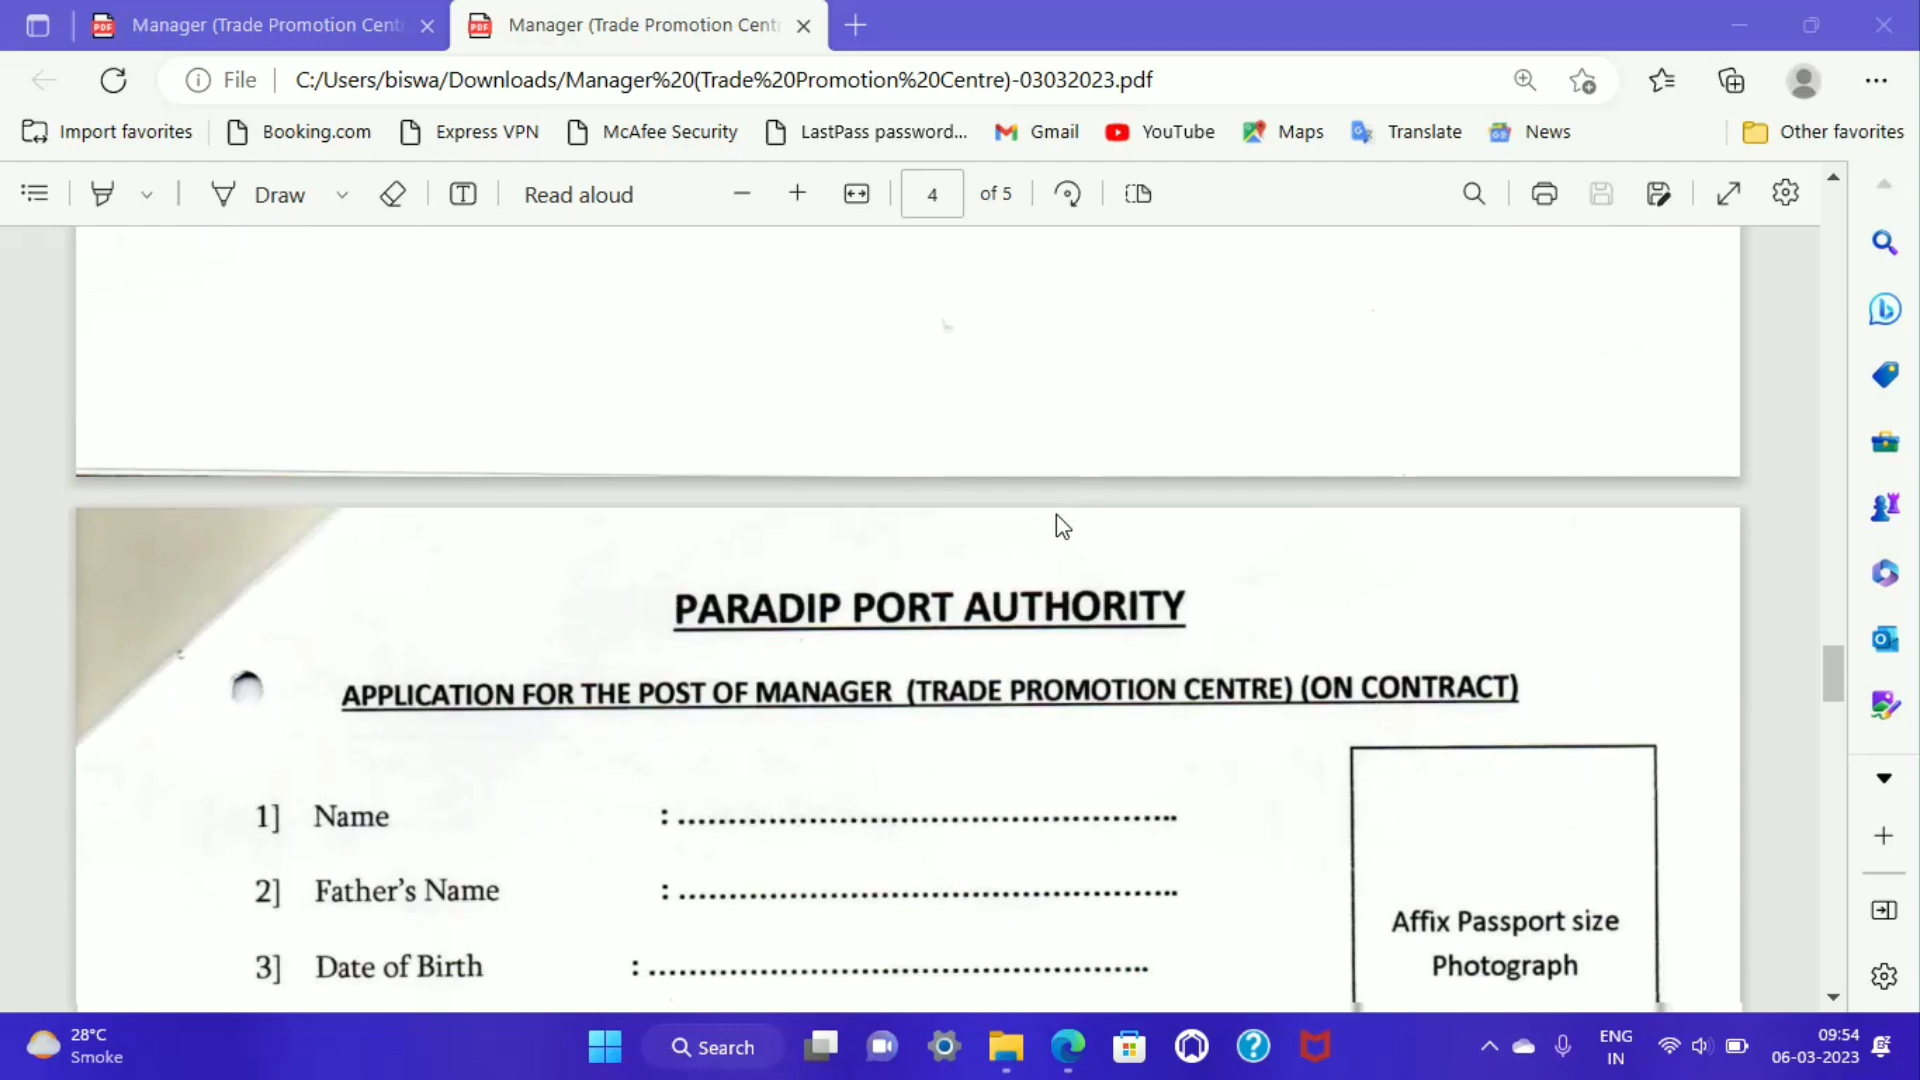 Manager (Trade Promotion Cent
Manager (Trade Promotion Cent
File
C:/Users/biswa/Downloads/Manager%20(Trade%20Promotion%20Centre)-03032023.pdf
Import favorites
Booking.com
Express VPN
McAfee Security
LastPass password...
Gmail
YouTube
Maps
Translate
News
Other favorites
Draw
Read aloud
4 of 5
PARADIP PORT AUTHORITY
APPLICATION FOR THE POST OF MANAGER (TRADE PROMOTION CENTRE) (ON CONTRACT)
1] Name : ......................................................
2] Father's Name : ......................................................
3] Date of Birth : ......................................................
Affix Passport size
Photograph
28°C
Smoke
Search
ENG
IN
09:54
06-03-2023